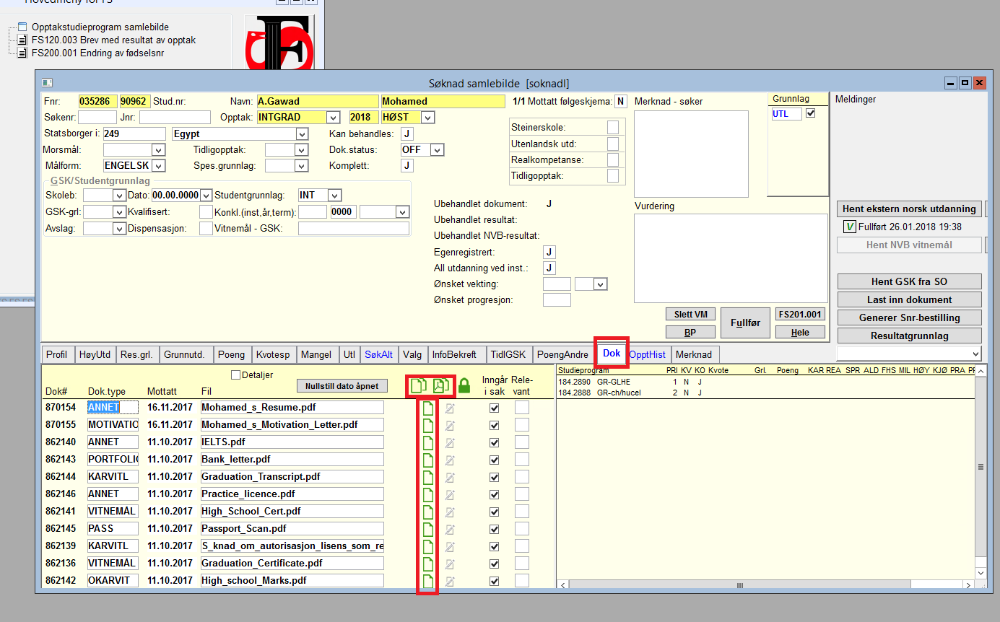 Hovedmeny for FS
Opptakstudieprogram samlebilde
FS120.003 Brev med resultat av opptak
FS200.001 Endring av fødselsnr
Søknad samlebilde [soknadl]
Fnr: 035286 90962 Stud.nr: Navn: A.Gawad Mohamed 1/1 Mottatt følgeskjema: N Merknad - søker Grunnlag Meldinger
Søkenr: Jnr: Opptak: INTGRAD 2018 HØST UTL
Statsborger i: 249 Egypt Kan behandles: J Steinerskole:
Morsmål: Tidligopptak: Dok.status: OFF Utenlandsk utd:
Målform: ENGELSK Spes.grunnlag: Komplett: J Realkompetanse:
Tidligopptak:
GSK/Studentgrunnlag
Skoleb: Dato: 00.00.0000 Studentgrunnlag: INT
GSK-grl: Kvalifisert: Konkl.(inst,år,term): 0000
Avslag: Dispensasjon: Vitnemål - GSK:
Ubehandlet dokument: J Vurdering
Ubehandlet resultat:
Ubehandlet NVB-resultat:
Egenregistrert: J
All utdanning ved inst.: J
Ønsket vekting:
Ønsket progresjon:
Hent ekstern norsk utdanning
V Fullført 26.01.2018 19:38
Hent NVB vitnemål
Hent GSK fra SO
Last inn dokument
Generer Snr-bestilling
Resultatgrunnlag
Slett VM Fullfør FS201.001
BP Hele
Profil HøyUtd Res.grl. Grunnutd. Poeng Kvotesp Mangel Utl SøkAlt Valg InfoBekreft TidlGSK PoengAndre Dok OpptHist Merknad
Detaljer
Nullstill dato åpnet
Dok# Dok.type Mottatt Fil Inngår i sak Rele-vant
870154 ANNET 16.11.2017 Mohamed_s_Resume.pdf
870155 MOTIVATIO 16.11.2017 Mohamed_s_Motivation_Letter.pdf
862140 ANNET 11.10.2017 IELTS.pdf
862143 PORTFOLIO 11.10.2017 Bank_letter.pdf
862144 KARVITL 11.10.2017 Graduation_Transcript.pdf
862146 ANNET 11.10.2017 Practice_licence.pdf
862141 VITNEMÅL 11.10.2017 High_School_Cert.pdf
862145 PASS 11.10.2017 Passport_Scan.pdf
862139 KARVITL 11.10.2017 S_knad_om_autorisasjon_lisens_som_re
862136 VITNEMÅL 11.10.2017 Graduation_Certificate.pdf
862142 OKARVIT 11.10.2017 High_school_Marks.pdf
Studieprogram PRI KV KO Kvote Grl. Poeng KAR REA SPR ALD FHS MIL HØY KJØ PRA PF
184.2890 GR-GLHE 1 N J
184.2888 GR-ch/hucel 2 N J